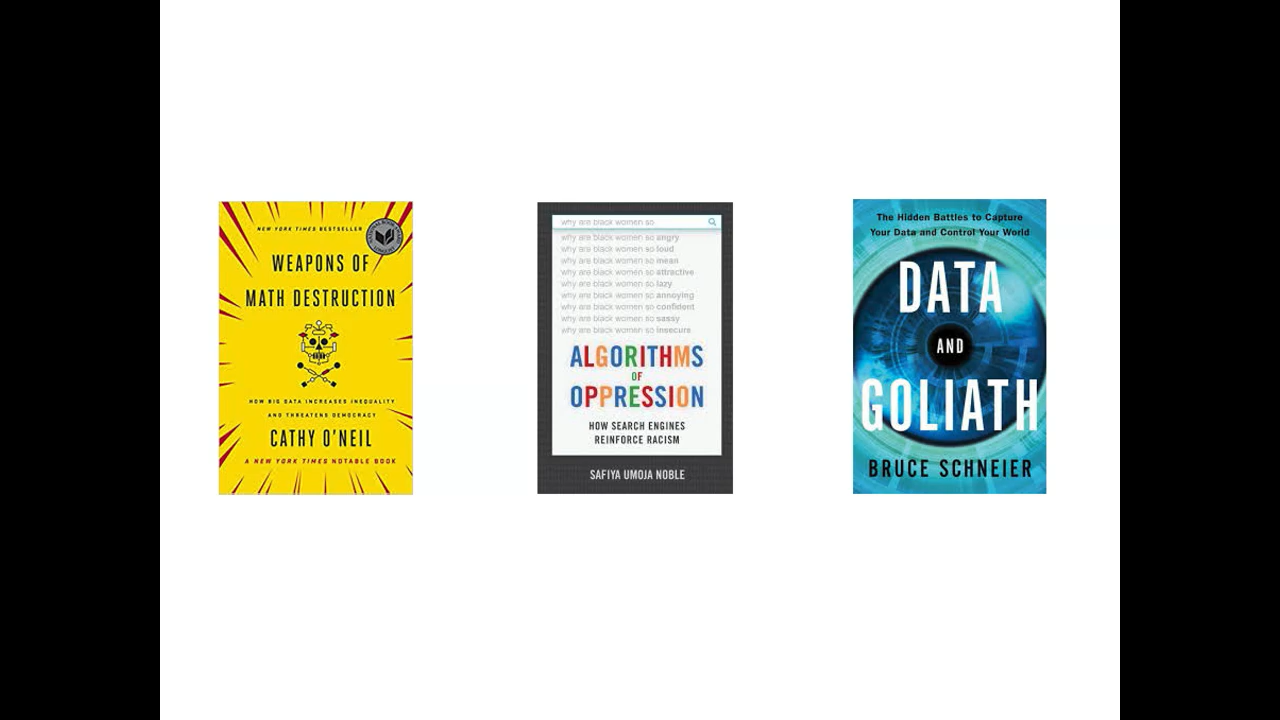 NEW YORK TIMES BESTSELLER
WEAPONS OF
MATH DESTRUCTION
HOW BIG DATA INCREASES INEQUALITY
AND THREATENS DEMOCRACY
CATHY O'NEIL
A NEW YORK TIMES NOTABLE BOOK
why are black women so
why are black women so angry
why are black women so loud
why are black women so mean
why are black women so attractive
why are black women so lazy
why are black women so annoying
why are black women so confident
why are black women so sassy
why are black women so insecure
ALGORITHMS
OF
OPPRESSION
HOW SEARCH ENGINES
REINFORCE RACISM
SAFIYA UMOJA NOBLE
The Hidden Battles to Capture
Your Data and Control Your World
DATA
AND
GOLIATH
BRUCE SCHNEIER